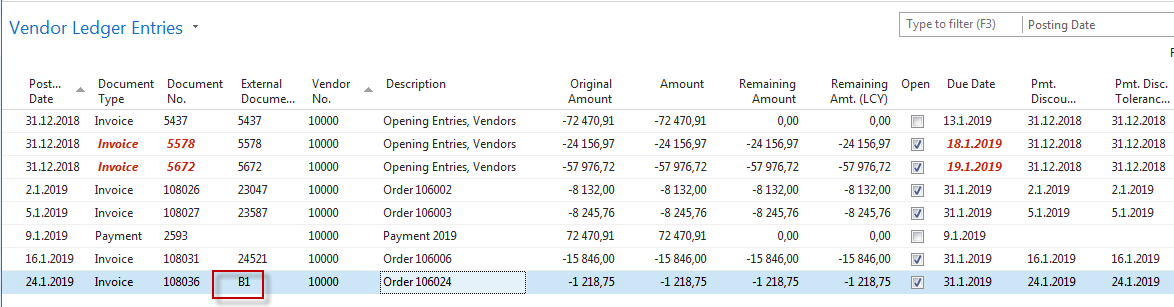 Vendor Ledger Entries
Type to filter (F3) Posting Date
Post... Date Document Type Document No. External Docume... Vendor No. Description Original Amount Amount Remaining Amount Remaining Amt. (LCY) Open Due Date Pmt. Discou... Pmt. Disc. Toleranc...
31.12.2018 Invoice 5437 5437 10000 Opening Entries, Vendors -72 470,91 -72 470,91 0,00 0,00 13.1.2019 31.12.2018 31.12.2018
31.12.2018 Invoice 5578 5578 10000 Opening Entries, Vendors -24 156,97 -24 156,97 -24 156,97 -24 156,97 18.1.2019 31.12.2018 31.12.2018
31.12.2018 Invoice 5672 5672 10000 Opening Entries, Vendors -57 976,72 -57 976,72 -57 976,72 -57 976,72 19.1.2019 31.12.2018 31.12.2018
2.1.2019 Invoice 108026 23047 10000 Order 106002 -8 132,00 -8 132,00 -8 132,00 -8 132,00 31.1.2019 2.1.2019 2.1.2019
5.1.2019 Invoice 108027 23587 10000 Order 106003 -8 245,76 -8 245,76 -8 245,76 -8 245,76 31.1.2019 5.1.2019 5.1.2019
9.1.2019 Payment 2593 10000 Payment 2019 72 470,91 72 470,91 0,00 0,00 9.1.2019
16.1.2019 Invoice 108031 24521 10000 Order 106006 -15 846,00 -15 846,00 -15 846,00 -15 846,00 31.1.2019 16.1.2019 16.1.2019
24.1.2019 Invoice 108036 B1 10000 Order 106024 -1 218,75 -1 218,75 -1 218,75 -1 218,75 31.1.2019 24.1.2019 24.1.2019